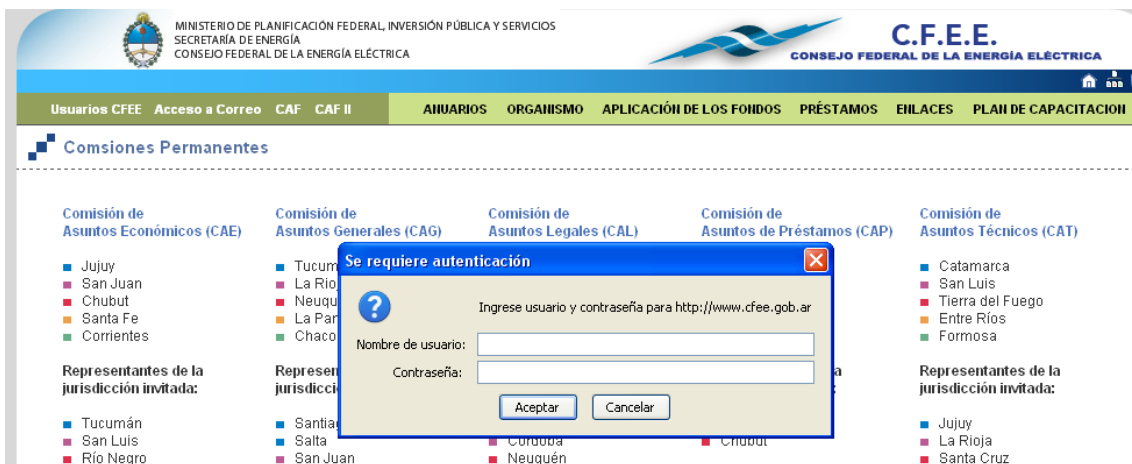 MINISTERIO DE PLANIFICACIÓN FEDERAL, INVERSIÓN PÚBLICA Y SERVICIOS
SECRETARÍA DE ENERGÍA
CONSEJO FEDERAL DE LA ENERGÍA ELÉCTRICA
C.F.E.E.
CONSEJO FEDERAL DE LA ENERGÍA ELÉCTRICA
Usuarios CFEE Acceso a Correo CAF CAF II ANUARIOS ORGANISMO APLICACIÓN DE LOS FONDOS PRÉSTAMOS ENLACES PLAN DE CAPACITACION
Comsiones Permanentes
Comisión de
Asuntos Económicos (CAE)
Jujuy
San Juan
Chubut
Santa Fe
Corrientes
Representantes de la
jurisdicción invitada:
Tucumán
San Luis
Río Negro
Comisión de
Asuntos Generales (CAG)
Chaco
Salta
San Juan
Comisión de
Asuntos Legales (CAL)
Córdoba
Neuquén
Comisión de
Asuntos de Préstamos (CAP)
Chubut
Comisión de
Asuntos Técnicos (CAT)
Catamarca
San Luis
Tierra del Fuego
Entre Ríos
Formosa
Representantes de la
jurisdicción invitada:
Jujuy
La Rioja
Santa Cruz
Se requiere autenticación
Ingrese usuario y contraseña para http://www.cfee.gob.ar
Nombre de usuario:
Contraseña:
Aceptar Cancelar